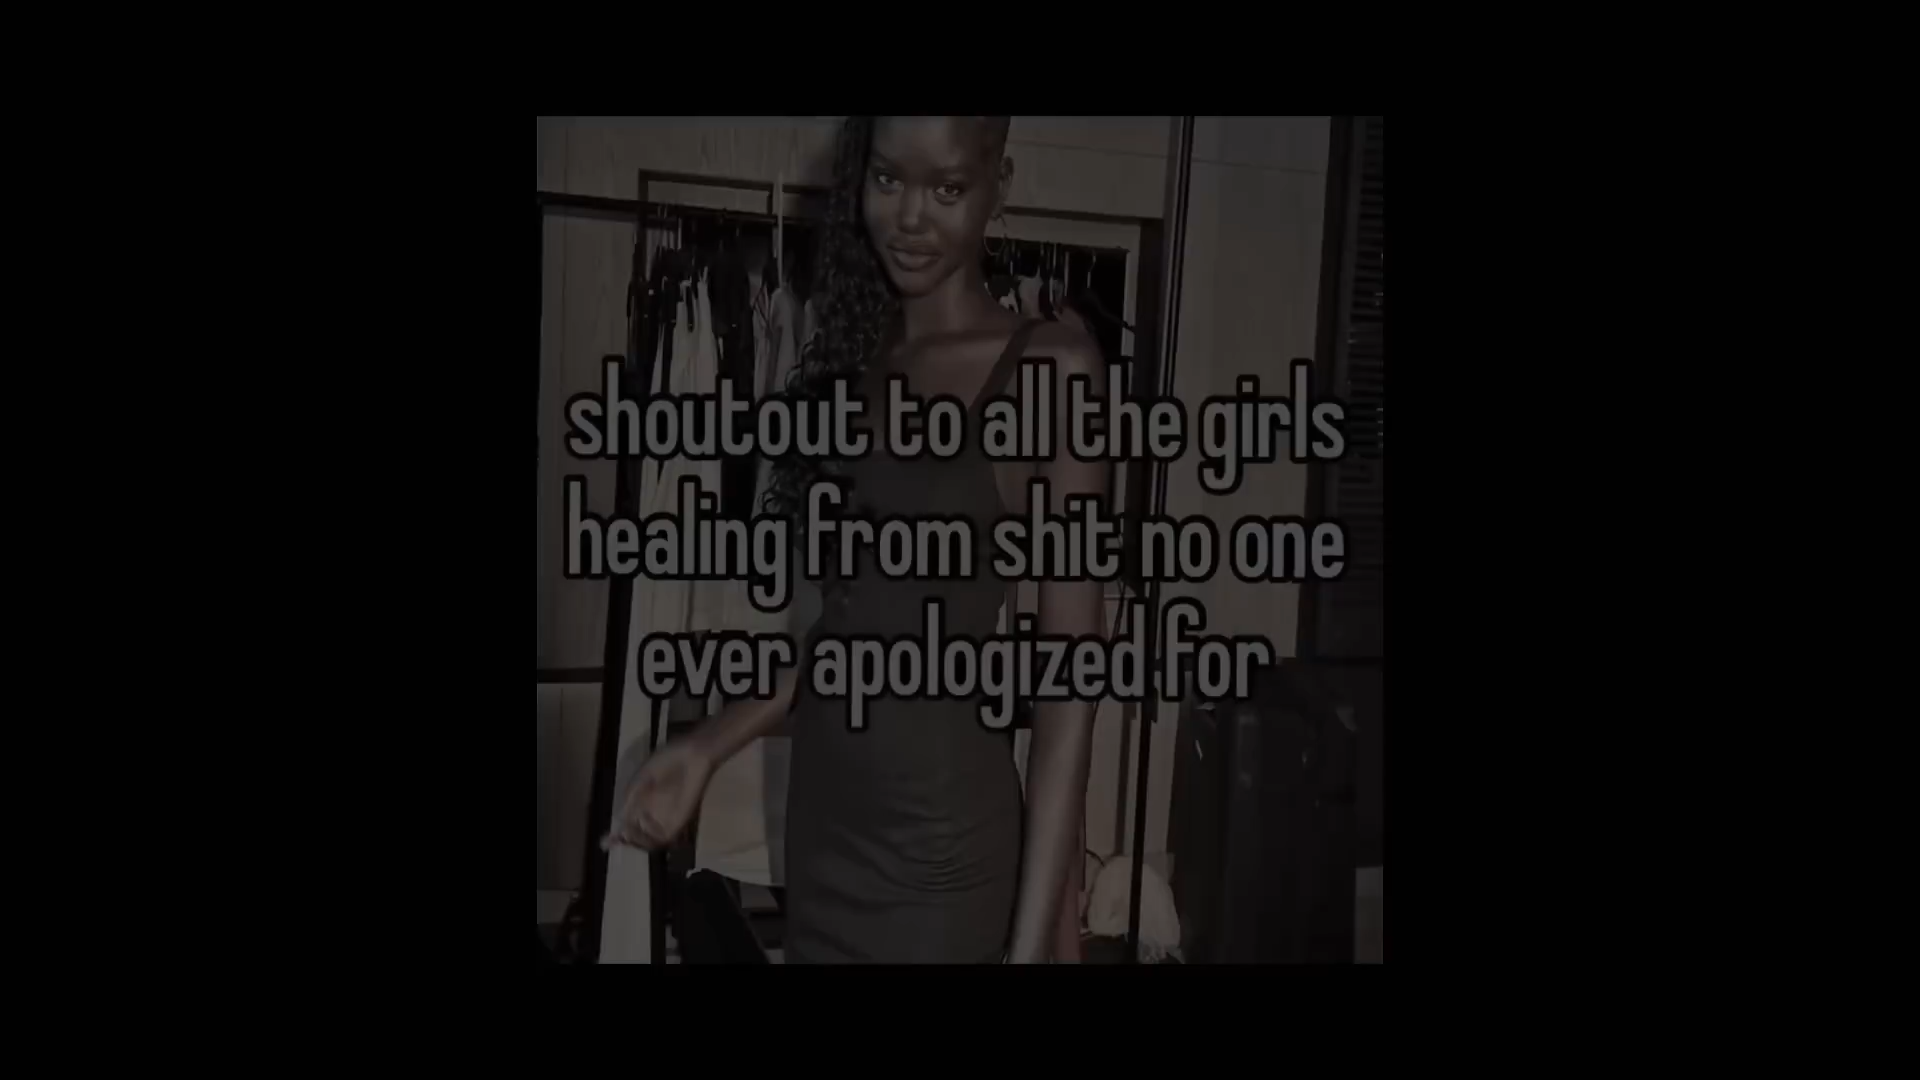 shoutout to all the girls
healing from shit no one
ever apologized for